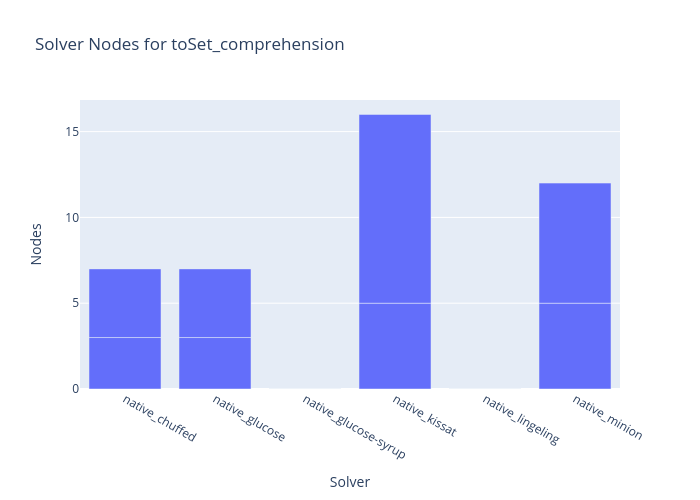 Solver Nodes for toSet_comprehension
Nodes
15
10
5
0
native_chuffed
native_glucose
native_glucose-syrup
native_kissat
native_lingeling
native_minion
Solver